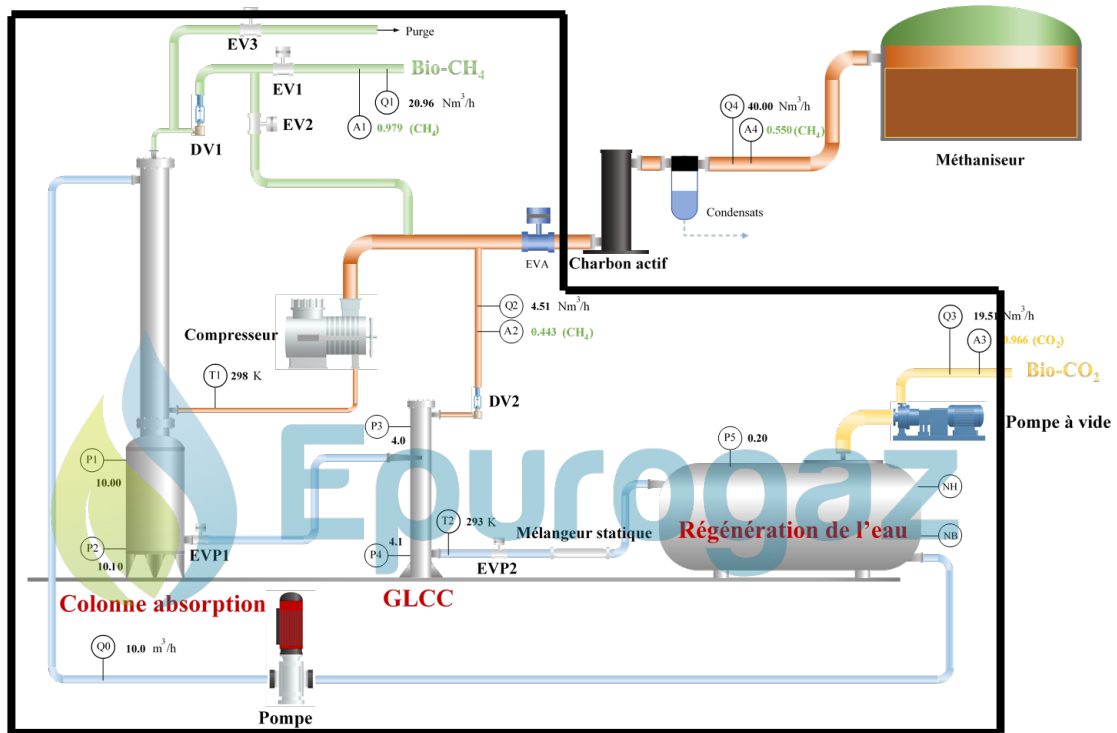 EV3
Purge
Bio-CH4
EV1
Q1 20.96 Nm³/h
A1 0.979 (CH4)
EV2
DV1
Q4 40.00 Nm³/h
A4 0.550 (CH4)
Méthaniseur
Condensats
Charbon actif
EVA
Q2 4.51 Nm³/h
A2 0.443 (CH4)
Compresseur
T1 298 K
DV2
Q3 19.51 Nm³/h
A3 0.966 (CO2)
Bio-CO2
Pompe à vide
P3
4.0
P5 0.20
P1
10.00
NH
Epurogaz
T2 293 K
Mélangeur statique
Régénération de l'eau
NB
P2
10.10
EVP1
4.1
P4
EVP2
Colonne absorption
GLCC
Q0 10.0 m³/h
Pompe